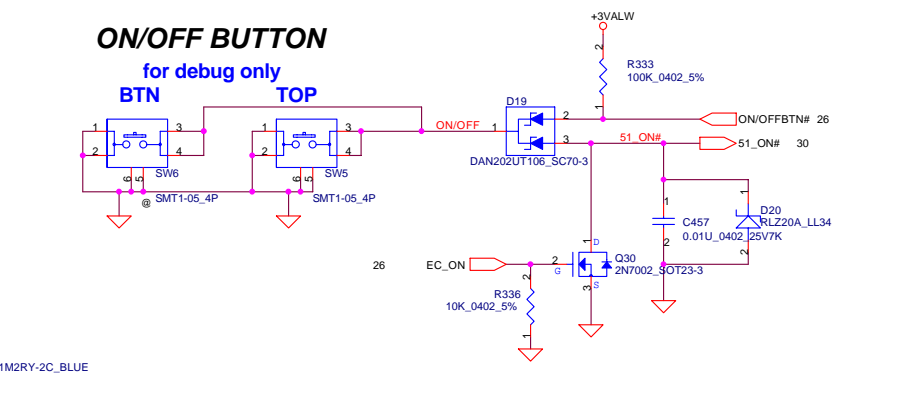 +3VALW
ON/OFF BUTTON
for debug only
BTN
TOP
2
R333
100K_0402_5%
1
D19
1
3
1
3
ON/OFF
1
2
ON/OFFBTN# 26
3
51_ON#
51_ON# 30
2
4
2
4
DAN202UT106_SC70-3
6
5
SW6
6
5
SW5
@
SMT1-05_4P
SMT1-05_4P
1
C457
0.01U_0402_25V7K
2
1
D20
RLZ20A_LL34
2
1
D
26
EC_ON
2
G
Q30
2N7002_SOT23-3
S
3
2
R336
10K_0402_5%
1
1M2RY-2C_BLUE